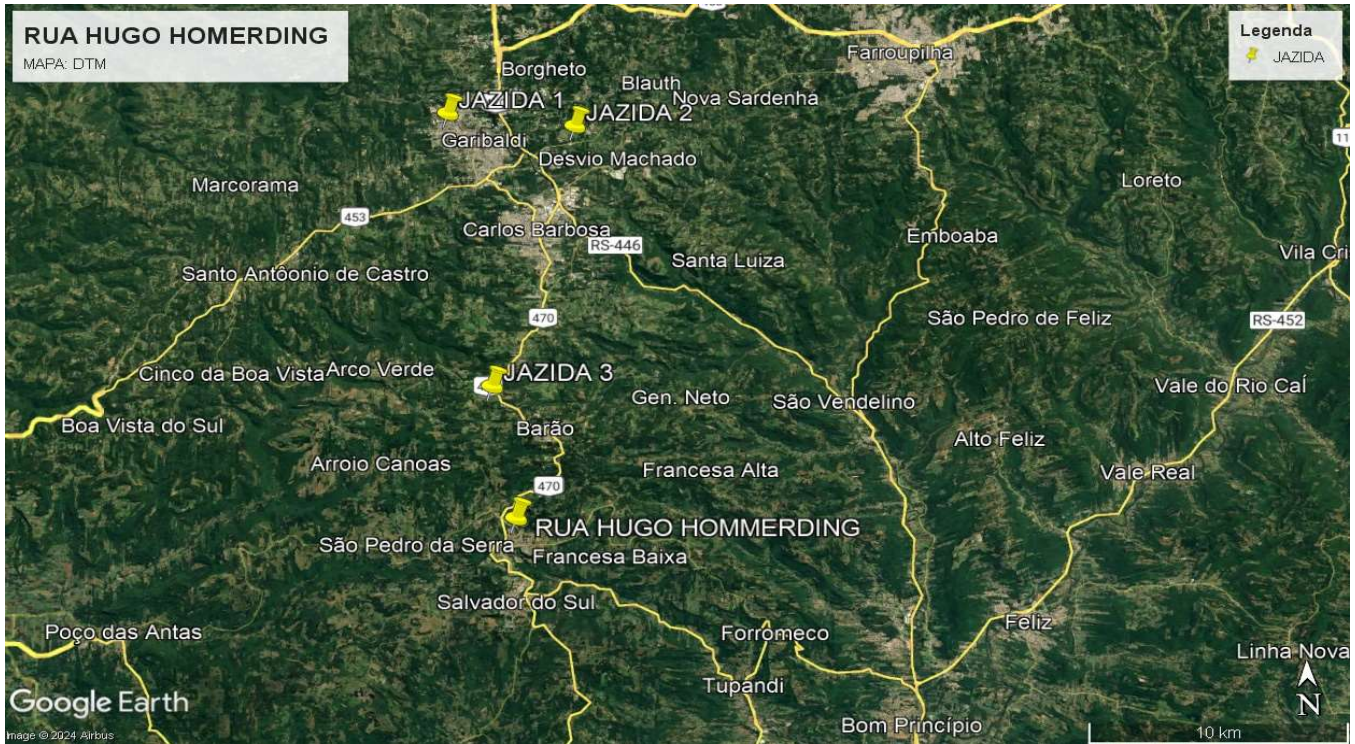 RUA HUGO HOMERDING
MAPA: DTM
Legenda
JAZIDA
Farroupilha
Borgheto
Blauth
Nova Sardenha
JAZIDA 1
JAZIDA 2
Garibaldi
Desvio Machado
Marcorama
Loreto
453
Carlos Barbosa
Emboaba
RS-446
Santa Luiza
Vila Cri
Santo Antôonio de Castro
470
São Pedro de Feliz
RS-452
Cinco da Boa Vista
Arco Verde
JAZIDA 3
Vale do Rio CaÍ
Gen. Neto
São Vendelino
Boa Vista do Sul
Barão
Alto Feliz
Arroio Canoas
Francesa Alta
Vale Real
470
RUA HUGO HOMMERDING
São Pedro da Serra
Francesa Baixa
Salvador do Sul
Poço das Antas
Forromeco
Feliz
Linha Nova
Tupandi
Google Earth
N
Bom Princípio
Image © 2024 Airbus
10 km